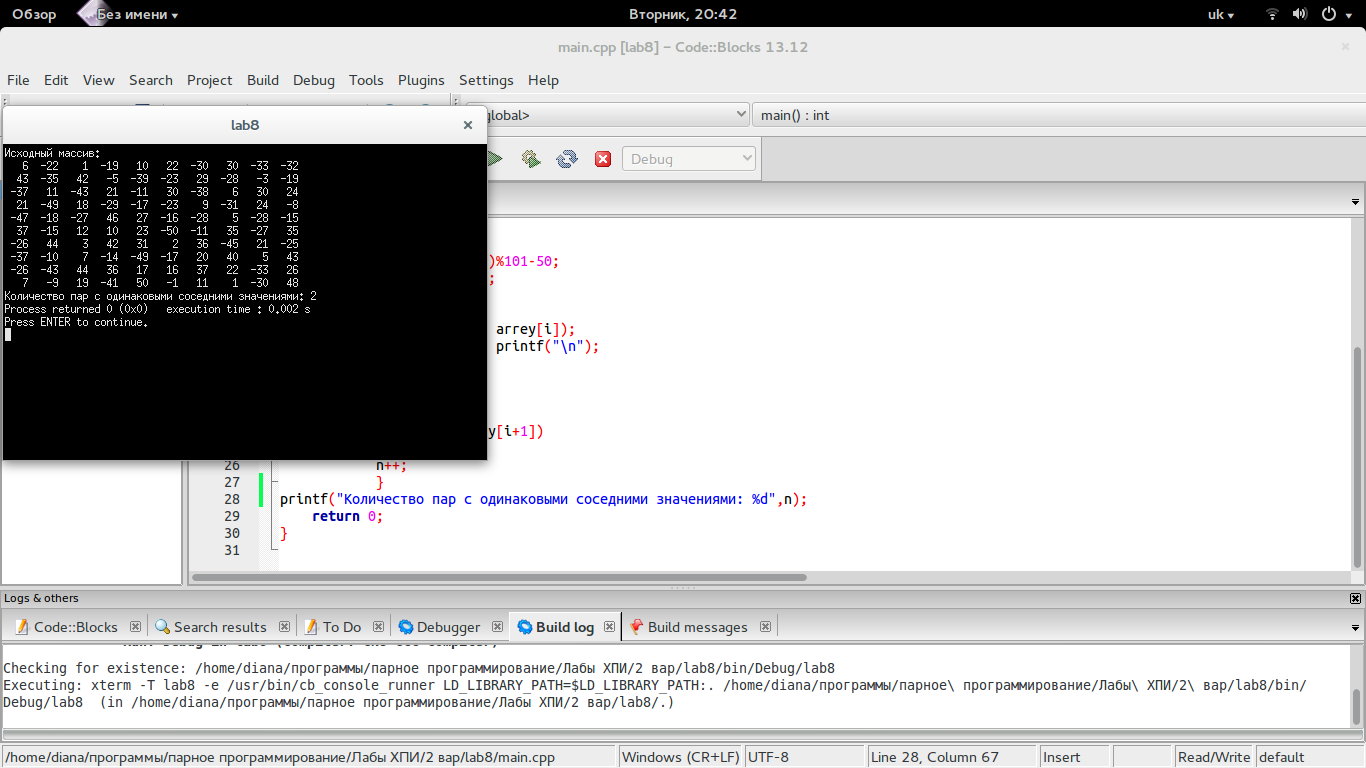 Обзор Без имени Вторник, 20:42 uk
main.cpp [lab8] – Code::Blocks 13.12
File Edit View Search Project Build Debug Tools Plugins Settings Help
global> main() : int
lab8
Debug
Исходный массив:
6 -22 1 -19 10 22 -30 30 -33 -32
43 -35 42 -5 -39 -23 29 -28 -3 -19
-37 11 -43 21 -11 30 -38 6 30 24
21 -49 18 -29 -17 -23 9 -31 24 -8
-47 -18 -27 46 27 -16 -28 5 -28 -15
37 -15 12 10 23 -50 -11 35 -27 35
-26 44 3 42 31 2 36 -45 21 -25
-37 -10 7 -14 -49 -17 20 40 5 43
-26 -43 44 36 17 16 37 22 -33 26
7 -9 19 -41 50 -1 11 1 -30 48
Количество пар с одинаковыми соседними значениями: 2
Process returned 0 (0x0) execution time : 0.002 s
Press ENTER to continue.
)%101-50;
;
arrey[i]);
printf("\n");
y[i+1])
26 n++;
27 }
28 printf("Количество пар с одинаковыми соседними значениями: %d",n);
29 return 0;
30 }
31
Logs & others
Code::Blocks Search results To Do Debugger Build log Build messages
Checking for existence: /home/diana/программы/парное программирование/Лабы ХПИ/2 вар/lab8/bin/Debug/lab8
Executing: xterm -T lab8 -e /usr/bin/cb_console_runner LD_LIBRARY_PATH=$LD_LIBRARY_PATH:. /home/diana/программы/парное\ программирование/Лабы\ ХПИ/2\ вар/lab8/bin/
Debug/lab8 (in /home/diana/программы/парное программирование/Лабы ХПИ/2 вар/lab8/.)
/home/diana/программы/парное программирование/Лабы ХПИ/2 вар/lab8/main.cpp Windows (CR+LF) UTF-8 Line 28, Column 67 Insert Read/Write default